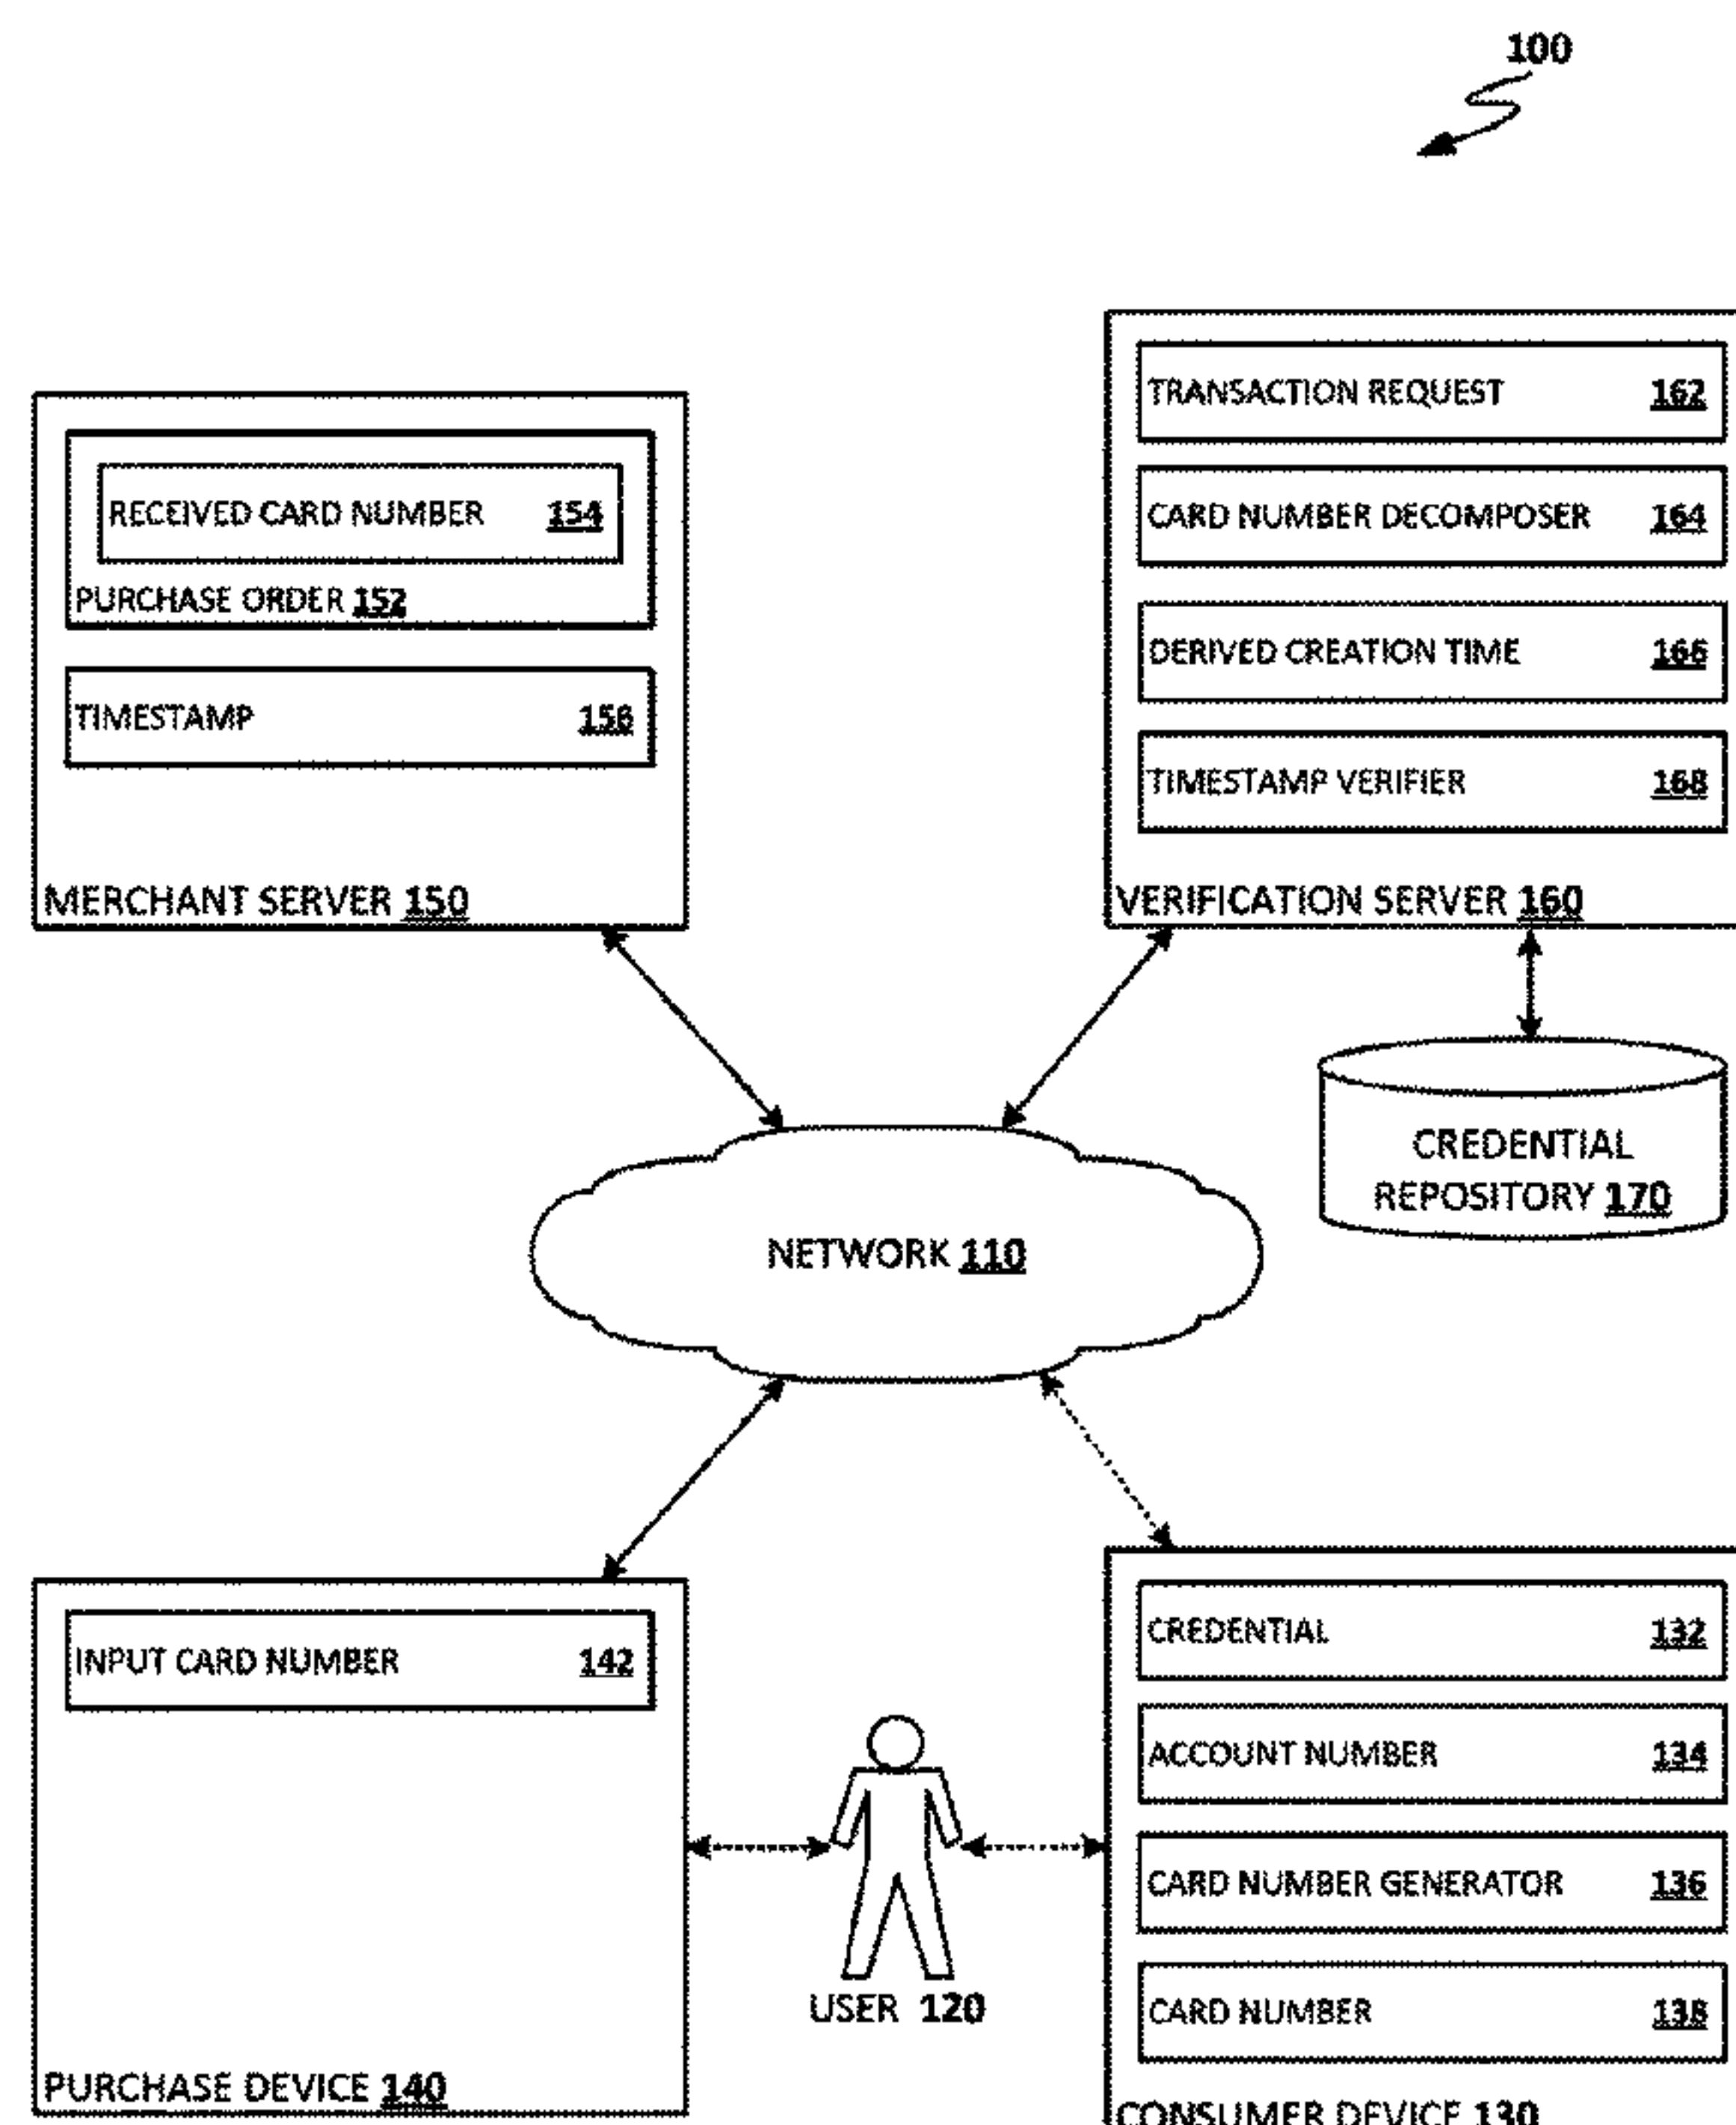 100
RECEIVED CARD NUMBER 154
PURCHASE ORDER 152
TIMESTAMP 156
MERCHANT SERVER 150
TRANSACTION REQUEST 162
CARD NUMBER DECOMPOSER 164
DERIVED CREATION TIME 166
TIMESTAMP VERIFIER 168
VERIFICATION SERVER 160
CREDENTIAL
REPOSITORY 170
NETWORK 110
INPUT CARD NUMBER 142
PURCHASE DEVICE 140
USER 120
CREDENTIAL 132
ACCOUNT NUMBER 134
CARD NUMBER GENERATOR 136
CARD NUMBER 138
CONSUMER DEVICE 130